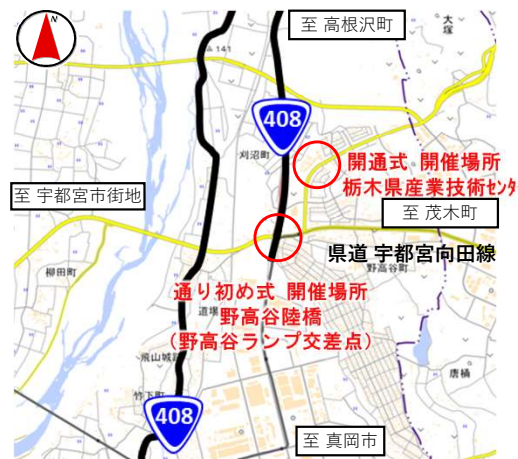 N
至 高根沢町
大塚
141
408
刈沼町
開通式 開催場所
栃木県産業技術ｾﾝﾀ
至 宇都宮市街地
至 茂木町
県道 宇都宮向田線
柳田町
野高谷町
通り初め式 開催場所
道場
野高谷陸橋
（野高谷ランプ交差点）
飛山城跡
唐桶
竹下町
408
至 真岡市